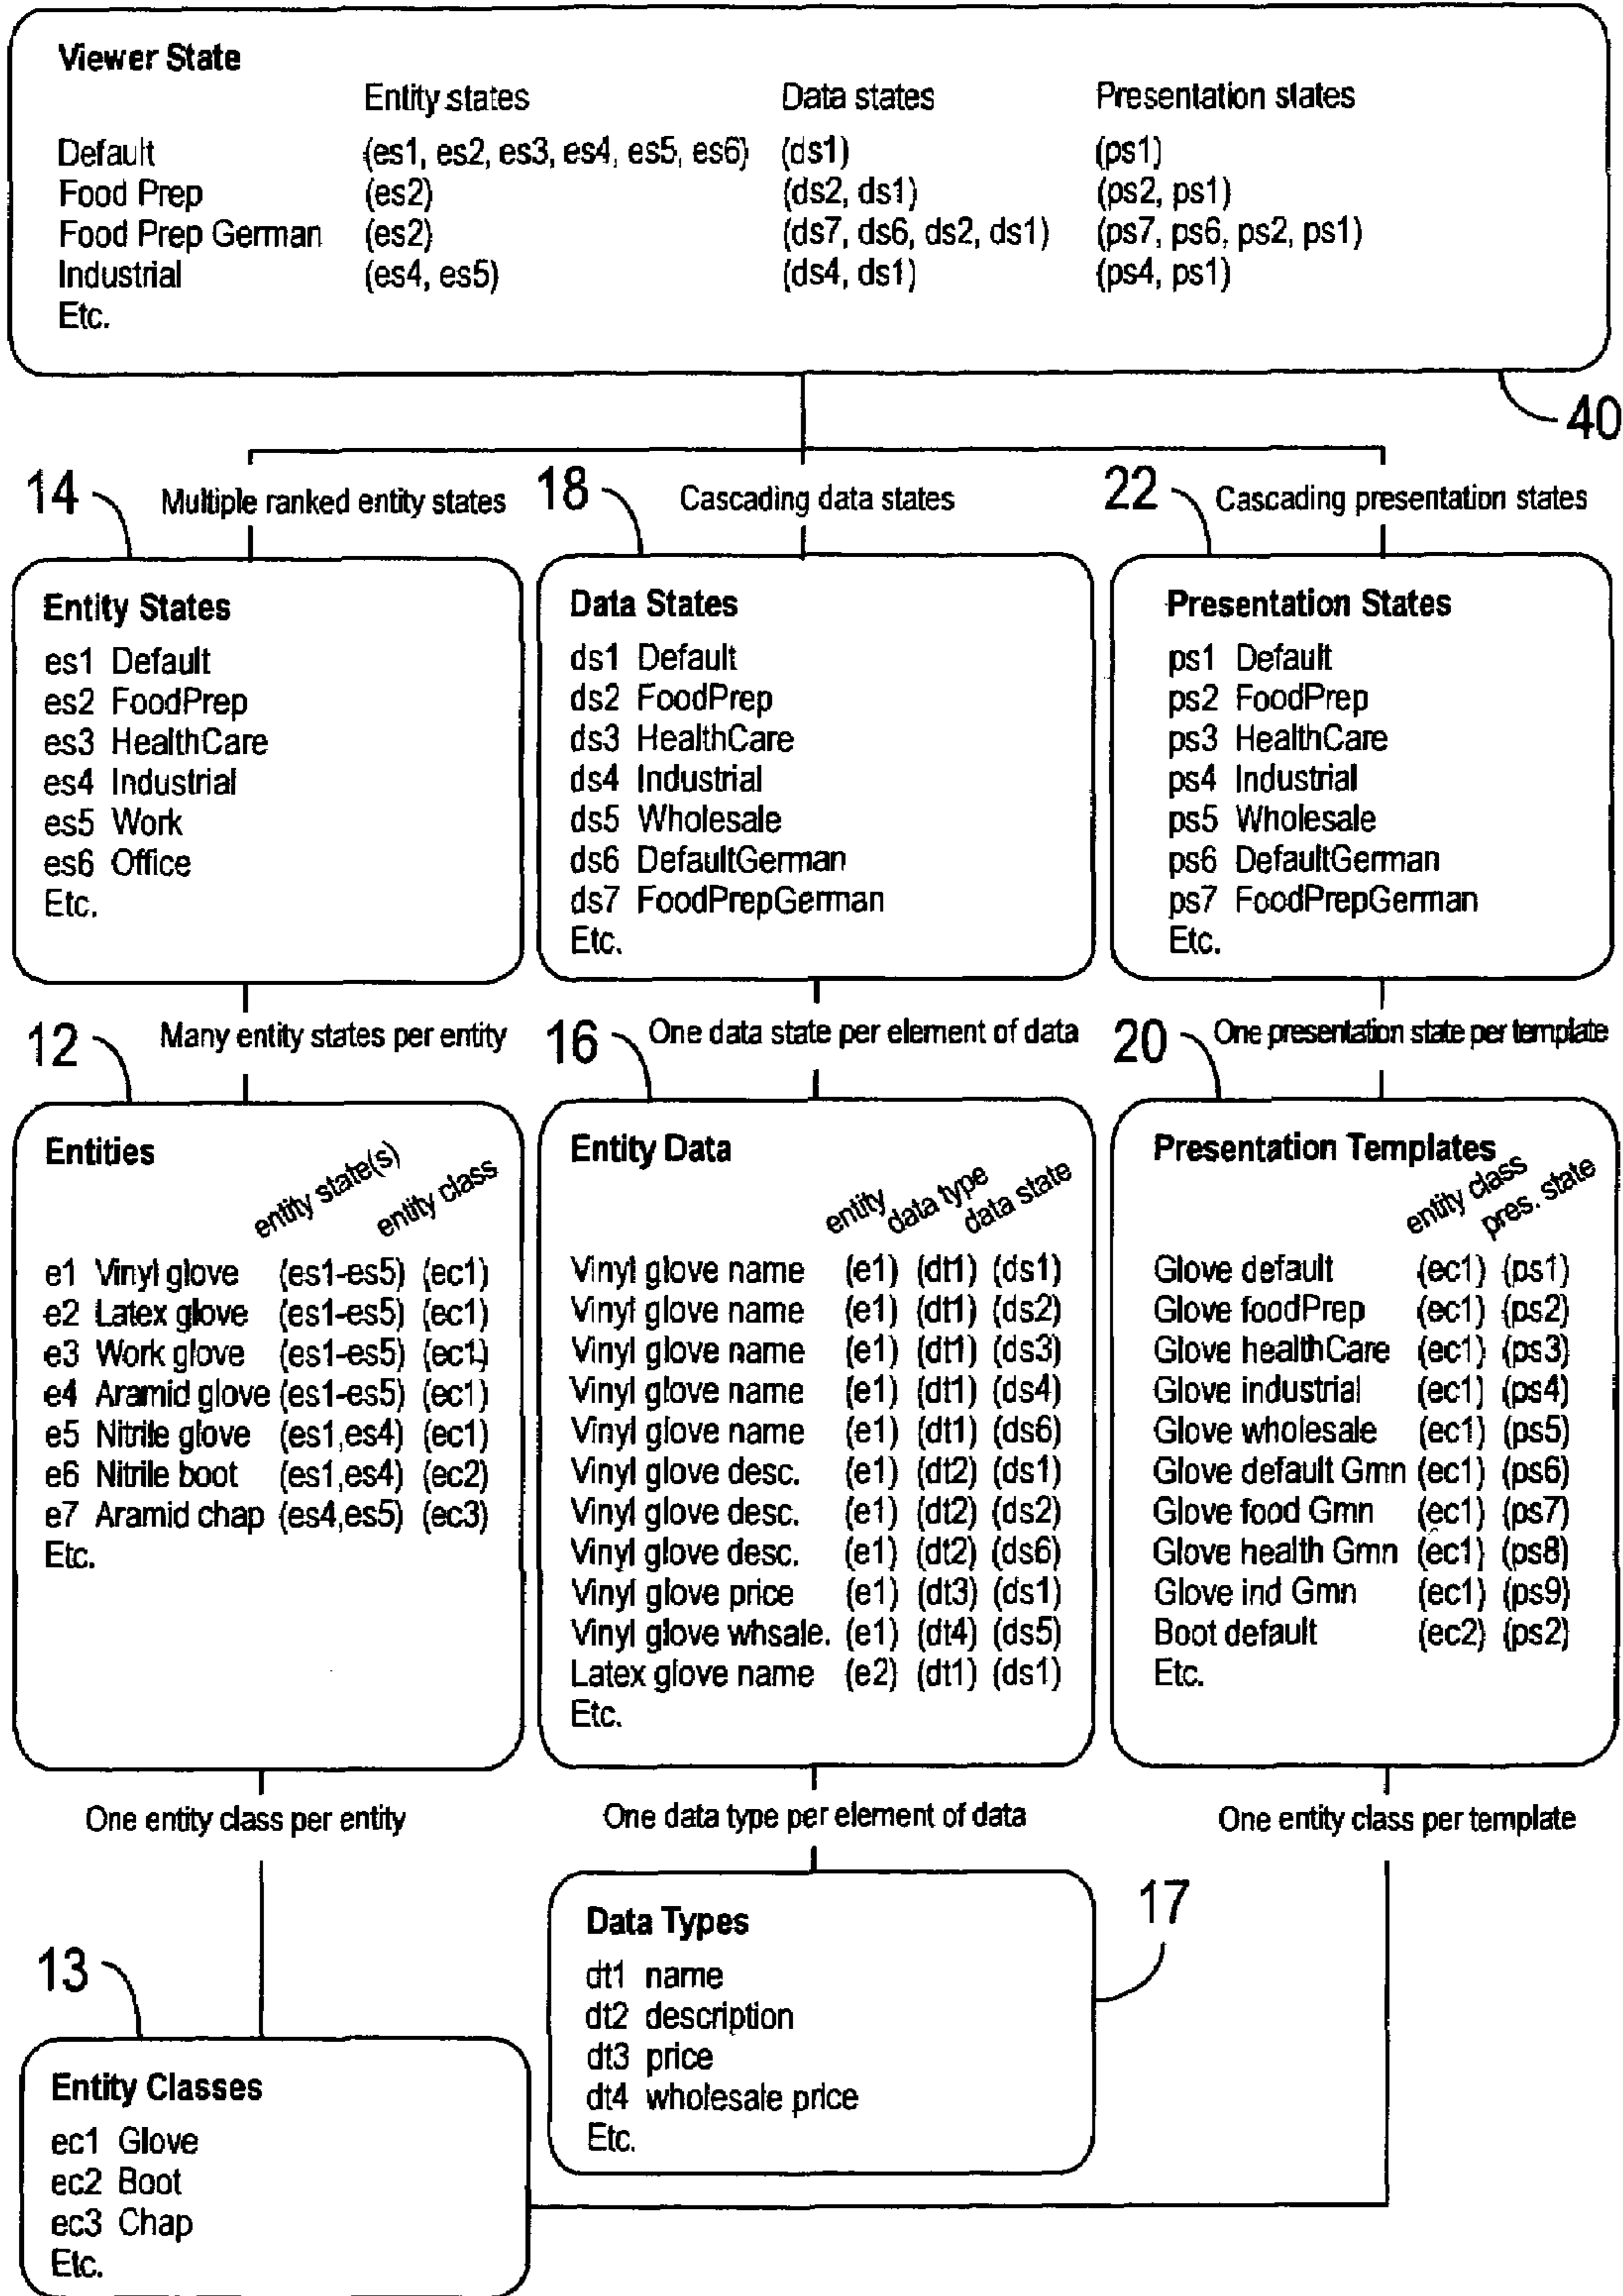 Viewer State
Entity states Data states Presentation states
Default (es1, es2, es3, es4, es5, es6) (ds1) (ps1)
Food Prep (es2) (ds2, ds1) (ps2, ps1)
Food Prep German (es2) (ds7, ds6, ds2, ds1) (ps7, ps6, ps2, ps1)
Industrial (es4, es5) (ds4, ds1) (ps4, ps1)
Etc.
40
14 Multiple ranked entity states
18 Cascading data states
22 Cascading presentation states
Entity States
es1 Default
es2 FoodPrep
es3 HealthCare
es4 Industrial
es5 Work
es6 Office
Etc.
Data States
ds1 Default
ds2 FoodPrep
ds3 HealthCare
ds4 Industrial
ds5 Wholesale
ds6 DefaultGerman
ds7 FoodPrepGerman
Etc.
Presentation States
ps1 Default
ps2 FoodPrep
ps3 HealthCare
ps4 Industrial
ps5 Wholesale
ps6 DefaultGerman
ps7 FoodPrepGerman
Etc.
12 Many entity states per entity
16 One data state per element of data
20 One presentation state per template
Entities
entity state(s) entity class
e1 Vinyl glove (es1-es5) (ec1)
e2 Latex glove (es1-es5) (ec1)
e3 Work glove (es1-es5) (ec1)
e4 Aramid glove (es1-es5) (ec1)
e5 Nitrile glove (es1,es4) (ec1)
e6 Nitrile boot (es1,es4) (ec2)
e7 Aramid chap (es4,es5) (ec3)
Etc.
Entity Data
entity data type data state
Vinyl glove name (e1) (dt1) (ds1)
Vinyl glove name (e1) (dt1) (ds2)
Vinyl glove name (e1) (dt1) (ds3)
Vinyl glove name (e1) (dt1) (ds4)
Vinyl glove name (e1) (dt1) (ds6)
Vinyl glove desc. (e1) (dt2) (ds1)
Vinyl glove desc. (e1) (dt2) (ds2)
Vinyl glove desc. (e1) (dt2) (ds6)
Vinyl glove price (e1) (dt3) (ds1)
Vinyl glove whsale. (e1) (dt4) (ds5)
Latex glove name (e2) (dt1) (ds1)
Etc.
Presentation Templates
entity class pres. state
Glove default (ec1) (ps1)
Glove foodPrep (ec1) (ps2)
Glove healthCare (ec1) (ps3)
Glove industrial (ec1) (ps4)
Glove wholesale (ec1) (ps5)
Glove default Gmn (ec1) (ps6)
Glove food Gmn (ec1) (ps7)
Glove health Gmn (ec1) (ps8)
Glove ind Gmn (ec1) (ps9)
Boot default (ec2) (ps2)
Etc.
One entity class per entity
One data type per element of data
One entity class per template
17
Data Types
dt1 name
dt2 description
dt3 price
dt4 wholesale price
Etc.
13
Entity Classes
ec1 Glove
ec2 Boot
ec3 Chap
Etc.